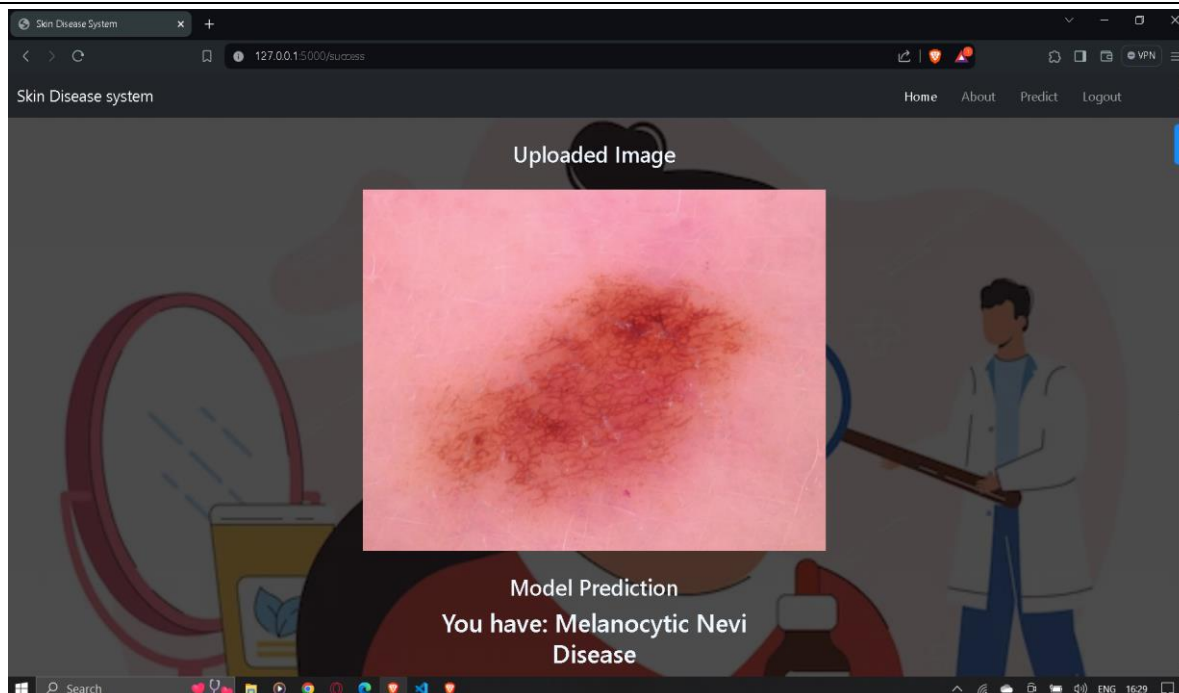 Skin Disease System
127.0.0.1:5000/success
VPN
Skin Disease system
Home About Predict Logout
Uploaded Image
Model Prediction
You have: Melanocytic Nevi
Disease
Search
ENG 16:29